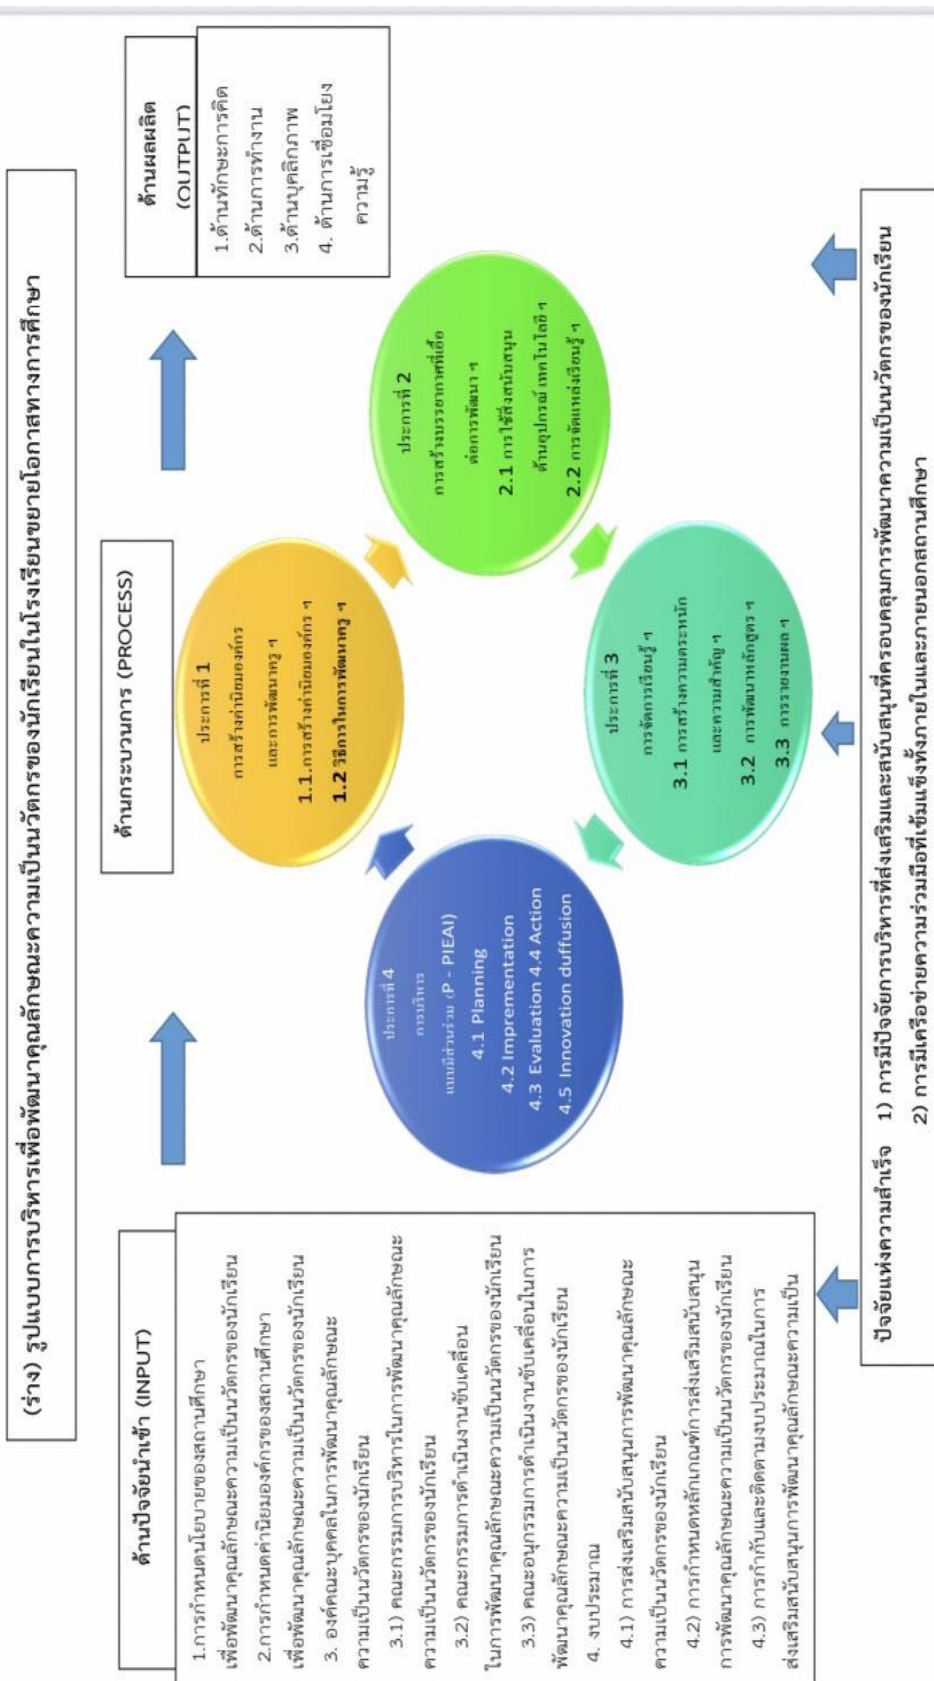 (ร่าง) รูปแบบการบริหารเพื่อพัฒนาคุณลักษณะความเป็นนวัตกรของนักเรียนในโรงเรียนขยายโอกาสทางการศึกษา
ด้านปัจจัยนำเข้า (INPUT)
1.การกำหนดนโยบายของสถานศึกษา
เพื่อพัฒนาคุณลักษณะความเป็นนวัตกรของนักเรียน
2.การกำหนดค่านิยมองค์กรของสถานศึกษา
เพื่อพัฒนาคุณลักษณะความเป็นนวัตกรของนักเรียน
3. องค์คณะบุคคลในการพัฒนาคุณลักษณะ
ความเป็นนวัตกรของนักเรียน
3.1) คณะกรรมการบริหารในการพัฒนาคุณลักษณะ
ความเป็นนวัตกรของนักเรียน
3.2) คณะกรรมการดำเนินงานขับเคลื่อน
ในการพัฒนาคุณลักษณะความเป็นนวัตกรของนักเรียน
3.3) คณะอนุกรรมการดำเนินงานขับเคลื่อนในการ
พัฒนาคุณลักษณะความเป็นนวัตกรของนักเรียน
4. งบประมาณ
4.1) การส่งเสริมสนับสนุนการพัฒนาคุณลักษณะ
ความเป็นนวัตกรของนักเรียน
4.2) การกำหนดหลักเกณฑ์การส่งเสริมสนับสนุน
การพัฒนาคุณลักษณะความเป็นนวัตกรของนักเรียน
4.3) การกำกับและติดตามงบประมาณในการ
ส่งเสริมสนับสนุนการพัฒนาคุณลักษณะความเป็น
ด้านกระบวนการ (PROCESS)
ประการที่ 1
การสร้างค่านิยมองค์กร
และการพัฒนาครู ฯ
1.1.การสร้างค่านิยมองค์กร ฯ
1.2 วิธีการในการพัฒนาครู ฯ
ประการที่ 2
การสร้างบรรยากาศที่เอื้อ
ต่อการพัฒนา ฯ
2.1 การใช้สิ่งสนับสนุน
ด้านอุปกรณ์ เทคโนโลยี ฯ
2.2 การจัดแหล่งเรียนรู้ ฯ
ประการที่ 3
การจัดการเรียนรู้ ฯ
3.1 การสร้างความตระหนัก
และความสำคัญ ฯ
3.2 การพัฒนาหลักสูตร ฯ
3.3 การรายงานผล ฯ
ประการที่ 4
การบริหาร
แบบมีส่วนร่วม (P - PIEAI)
4.1 Planning
4.2 Imprementation
4.3 Evaluation 4.4 Action
4.5 Innovation duffusion
ด้านผลผลิต
(OUTPUT)
1.ด้านทักษะการคิด
2.ด้านการทำงาน
3.ด้านบุคลิกภาพ
4. ด้านการเชื่อมโยง
ความรู้
ปัจจัยแห่งความสำเร็จ 1) การมีปัจจัยการบริหารที่ส่งเสริมและสนับสนุนที่ครอบคลุมการพัฒนาความเป็นนวัตกรของนักเรียน
2) การมีเครือข่ายความร่วมมือที่เข้มแข็งทั้งภายในและภายนอกสถานศึกษา